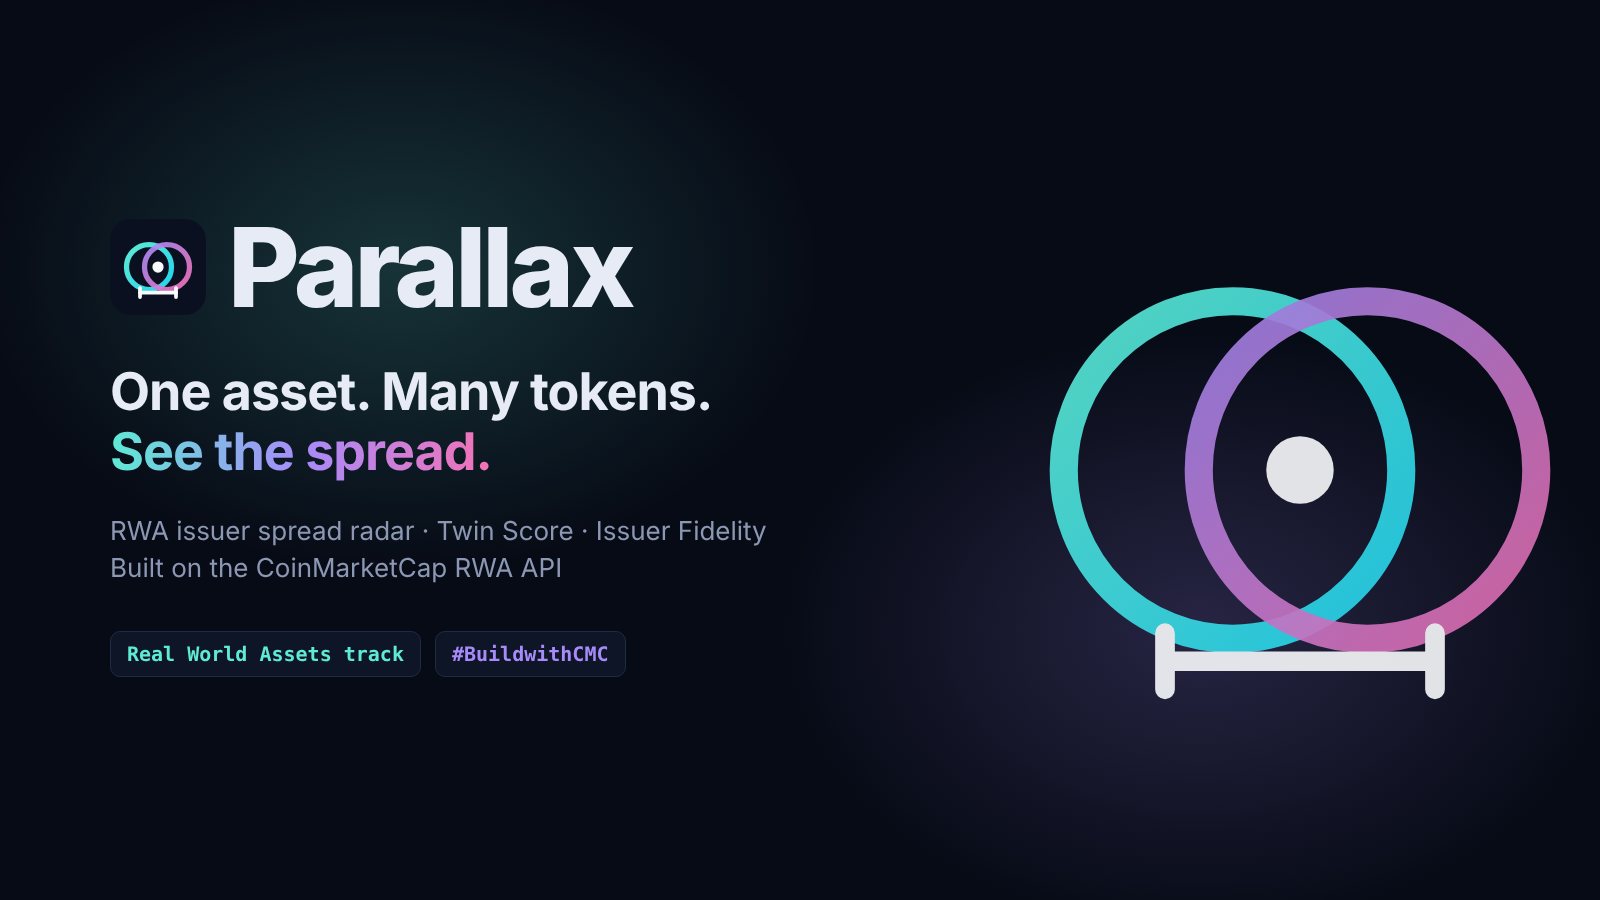 Parallax
One asset. Many tokens.
See the spread.
RWA issuer spread radar · Twin Score · Issuer Fidelity
Built on the CoinMarketCap RWA API
Real World Assets track
#BuildwithCMC